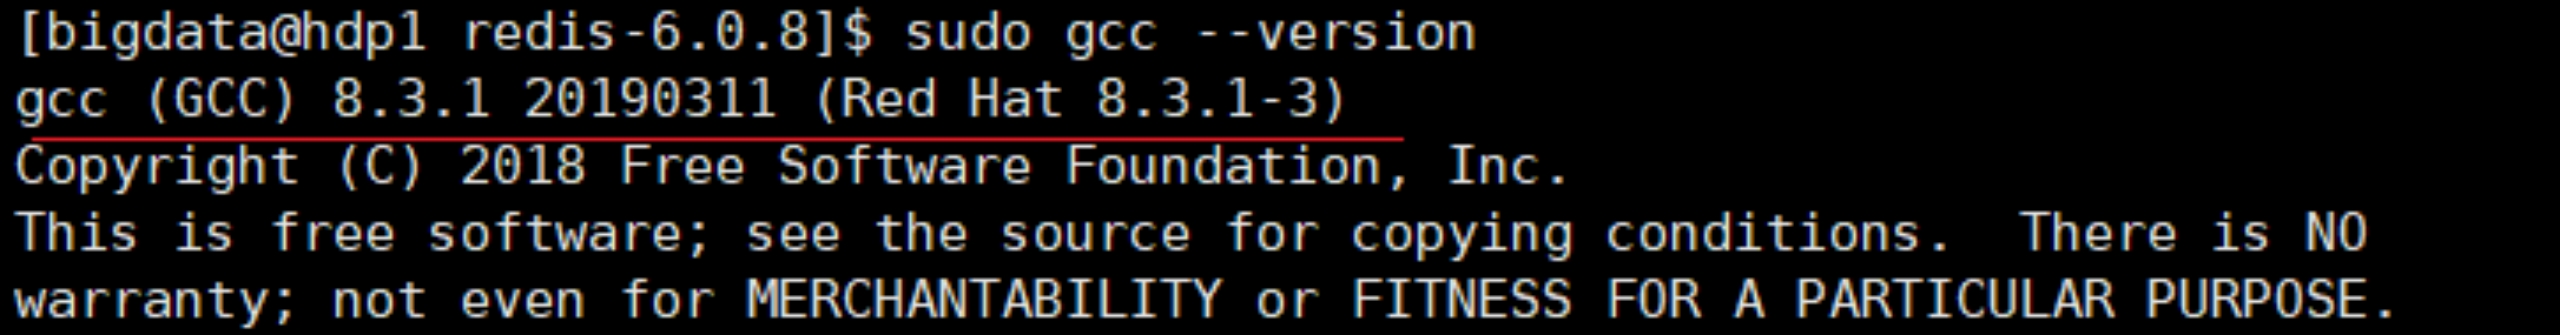 [bigdata@hdp1 redis-6.0.8]$ sudo gcc --version
gcc (GCC) 8.3.1 20190311 (Red Hat 8.3.1-3)
Copyright (C) 2018 Free Software Foundation, Inc.
This is free software; see the source for copying conditions.  There is NO
warranty; not even for MERCHANTABILITY or FITNESS FOR A PARTICULAR PURPOSE.